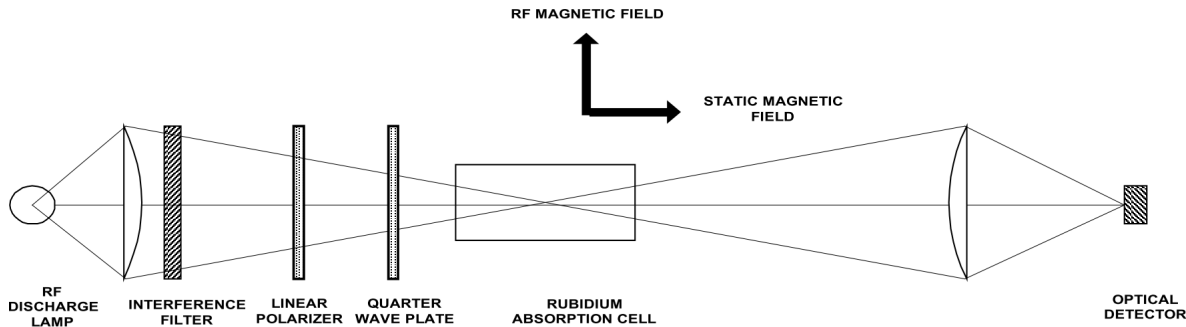 RF MAGNETIC FIELD
STATIC MAGNETIC
FIELD
RF
DISCHARGE
LAMP
INTERFERENCE
FILTER
LINEAR
POLARIZER
QUARTER
WAVE PLATE
RUBIDIUM
ABSORPTION CELL
OPTICAL
DETECTOR